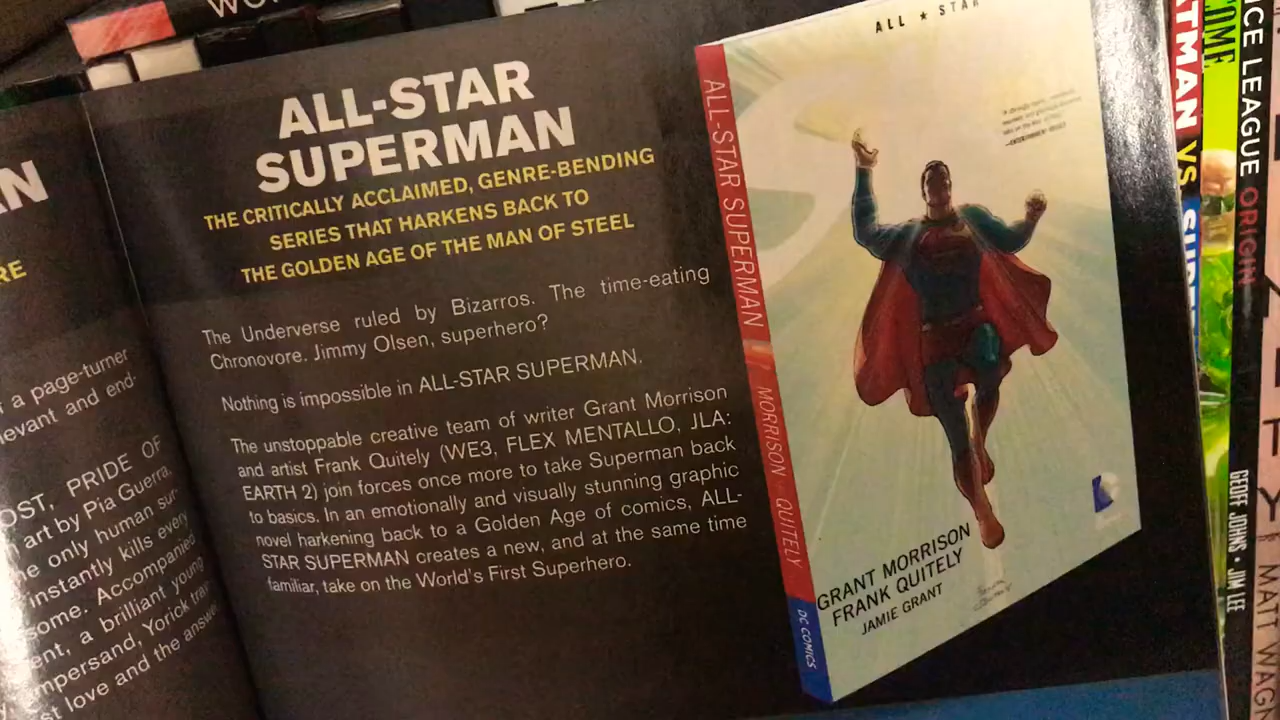 WO
AN
RE
f a page-turner
levant and end-
OST, PRIDE OF
art by Pia Guerra,
e only human sur-
instantly kills every
some. Accompanied
ent, a brilliant young
mpersand, Yorick
st love and the
ALL-STAR
SUPERMAN
THE CRITICALLY ACCLAIMED, GENRE-BENDING
SERIES THAT HARKENS BACK TO
THE GOLDEN AGE OF THE MAN OF STEEL
The Underverse ruled by Bizarros. The time-eating
Chronovore. Jimmy Olsen, superhero?
Nothing is impossible in ALL-STAR SUPERMAN.
The unstoppable creative team of writer Grant Morrison
and artist Frank Quitely (WE3, FLEX MENTALLO, JLA:
EARTH 2) join forces once more to take Superman back
to basics. In an emotionally and visually stunning graphic
novel harkening back to a Golden Age of comics, ALL-
STAR SUPERMAN creates a new, and at the same time
familiar, take on the World's First Superhero.
ALL-STAR SUPERMAN
MORRISON QUITELY
DC COMICS
ALL ★ STAR
GRANT MORRISON
FRANK QUITELY
JAMIE GRANT
TMAN VS
COME
ICE LEAGUE ORIGIN
GEOFF JOHNS • JIM LEE
MATT WAGN